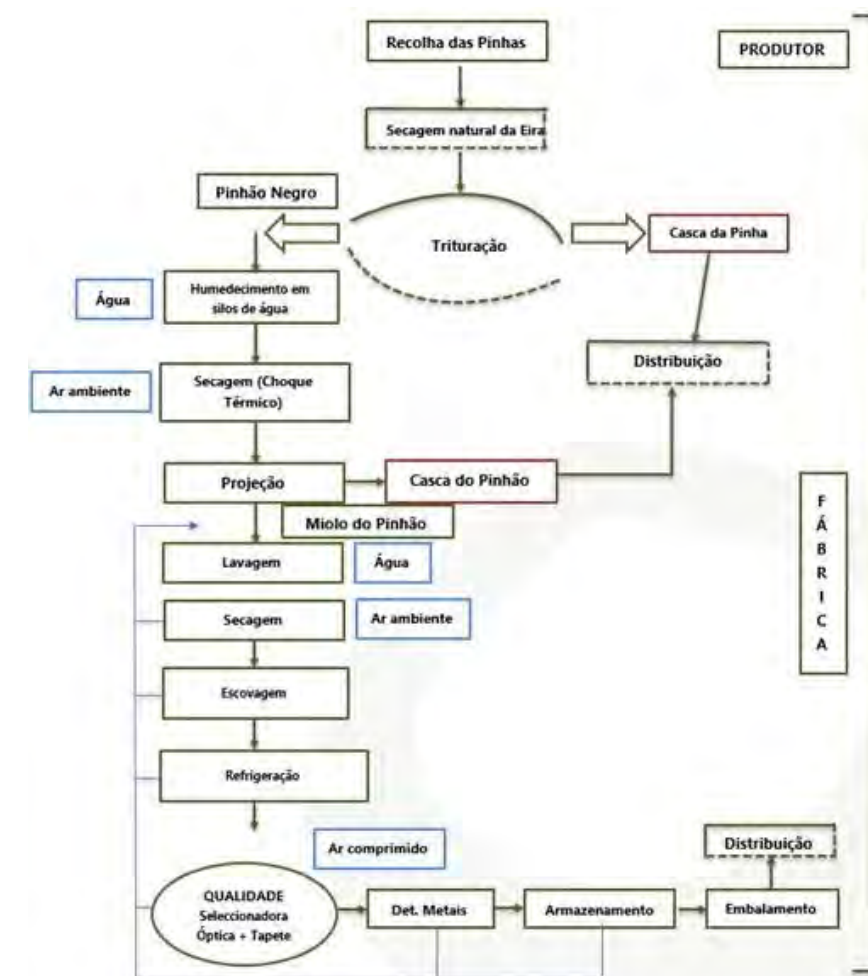 Recolha das Pinhas
PRODUTOR
Secagem natural da Eira
Pinhão Negro
Trituração
Casca da Pinha
Água
Humedecimento em
silos de água
Distribuição
Ar ambiente
Secagem (Choque
Térmico)
Projeção
Casca do Pinhão
Miolo do Pinhão
Lavagem
Água
Secagem
Ar ambiente
F
Á
B
R
I
C
A
Escovagem
Refrigeração
Ar comprimido
Distribuição
QUALIDADE
Seleccionadora
Óptica + Tapete
Det. Metais
Armazenamento
Embalamento